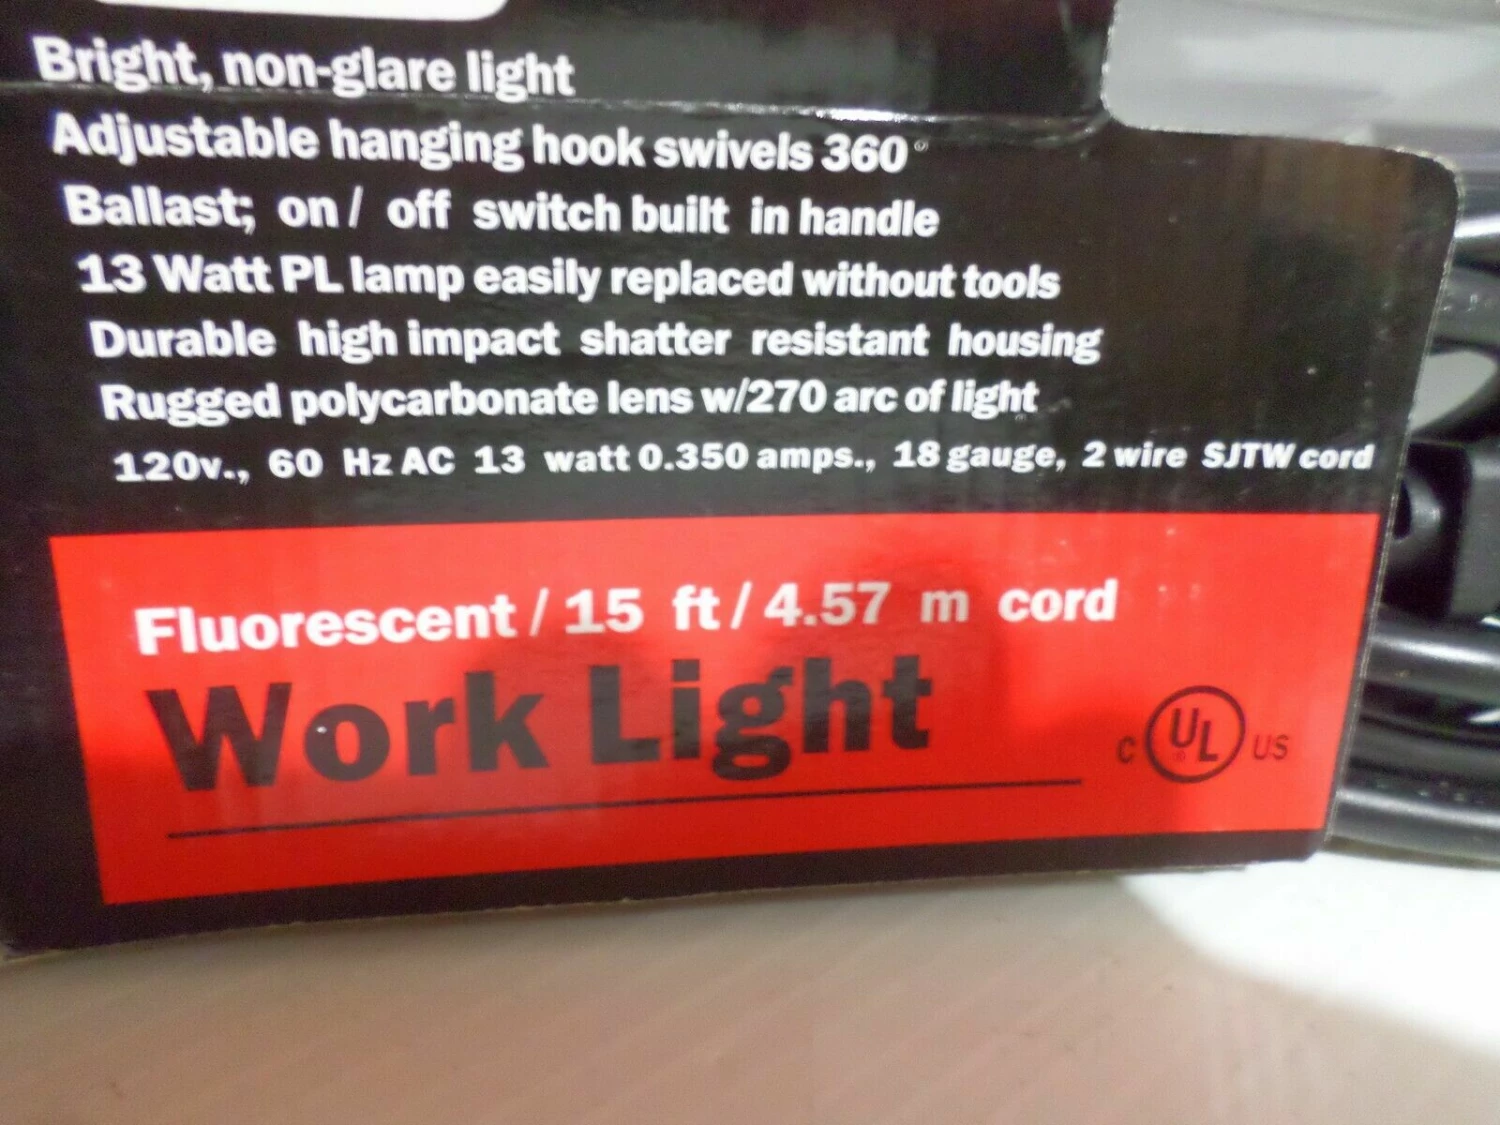 Bright, non-glare light
Adjustable hanging hook swivels 360°
Ballast; on / off switch built in handle
13 Watt PL lamp easily replaced without tools
Durable high impact shatter resistant housing
Rugged polycarbonate lens w/270 arc of light
120v., 60 Hz AC 13 watt 0.350 amps., 18 gauge, 2 wire SJTW cord
Fluorescent / 15 ft / 4.57 m cord
Work Light
C UL® US